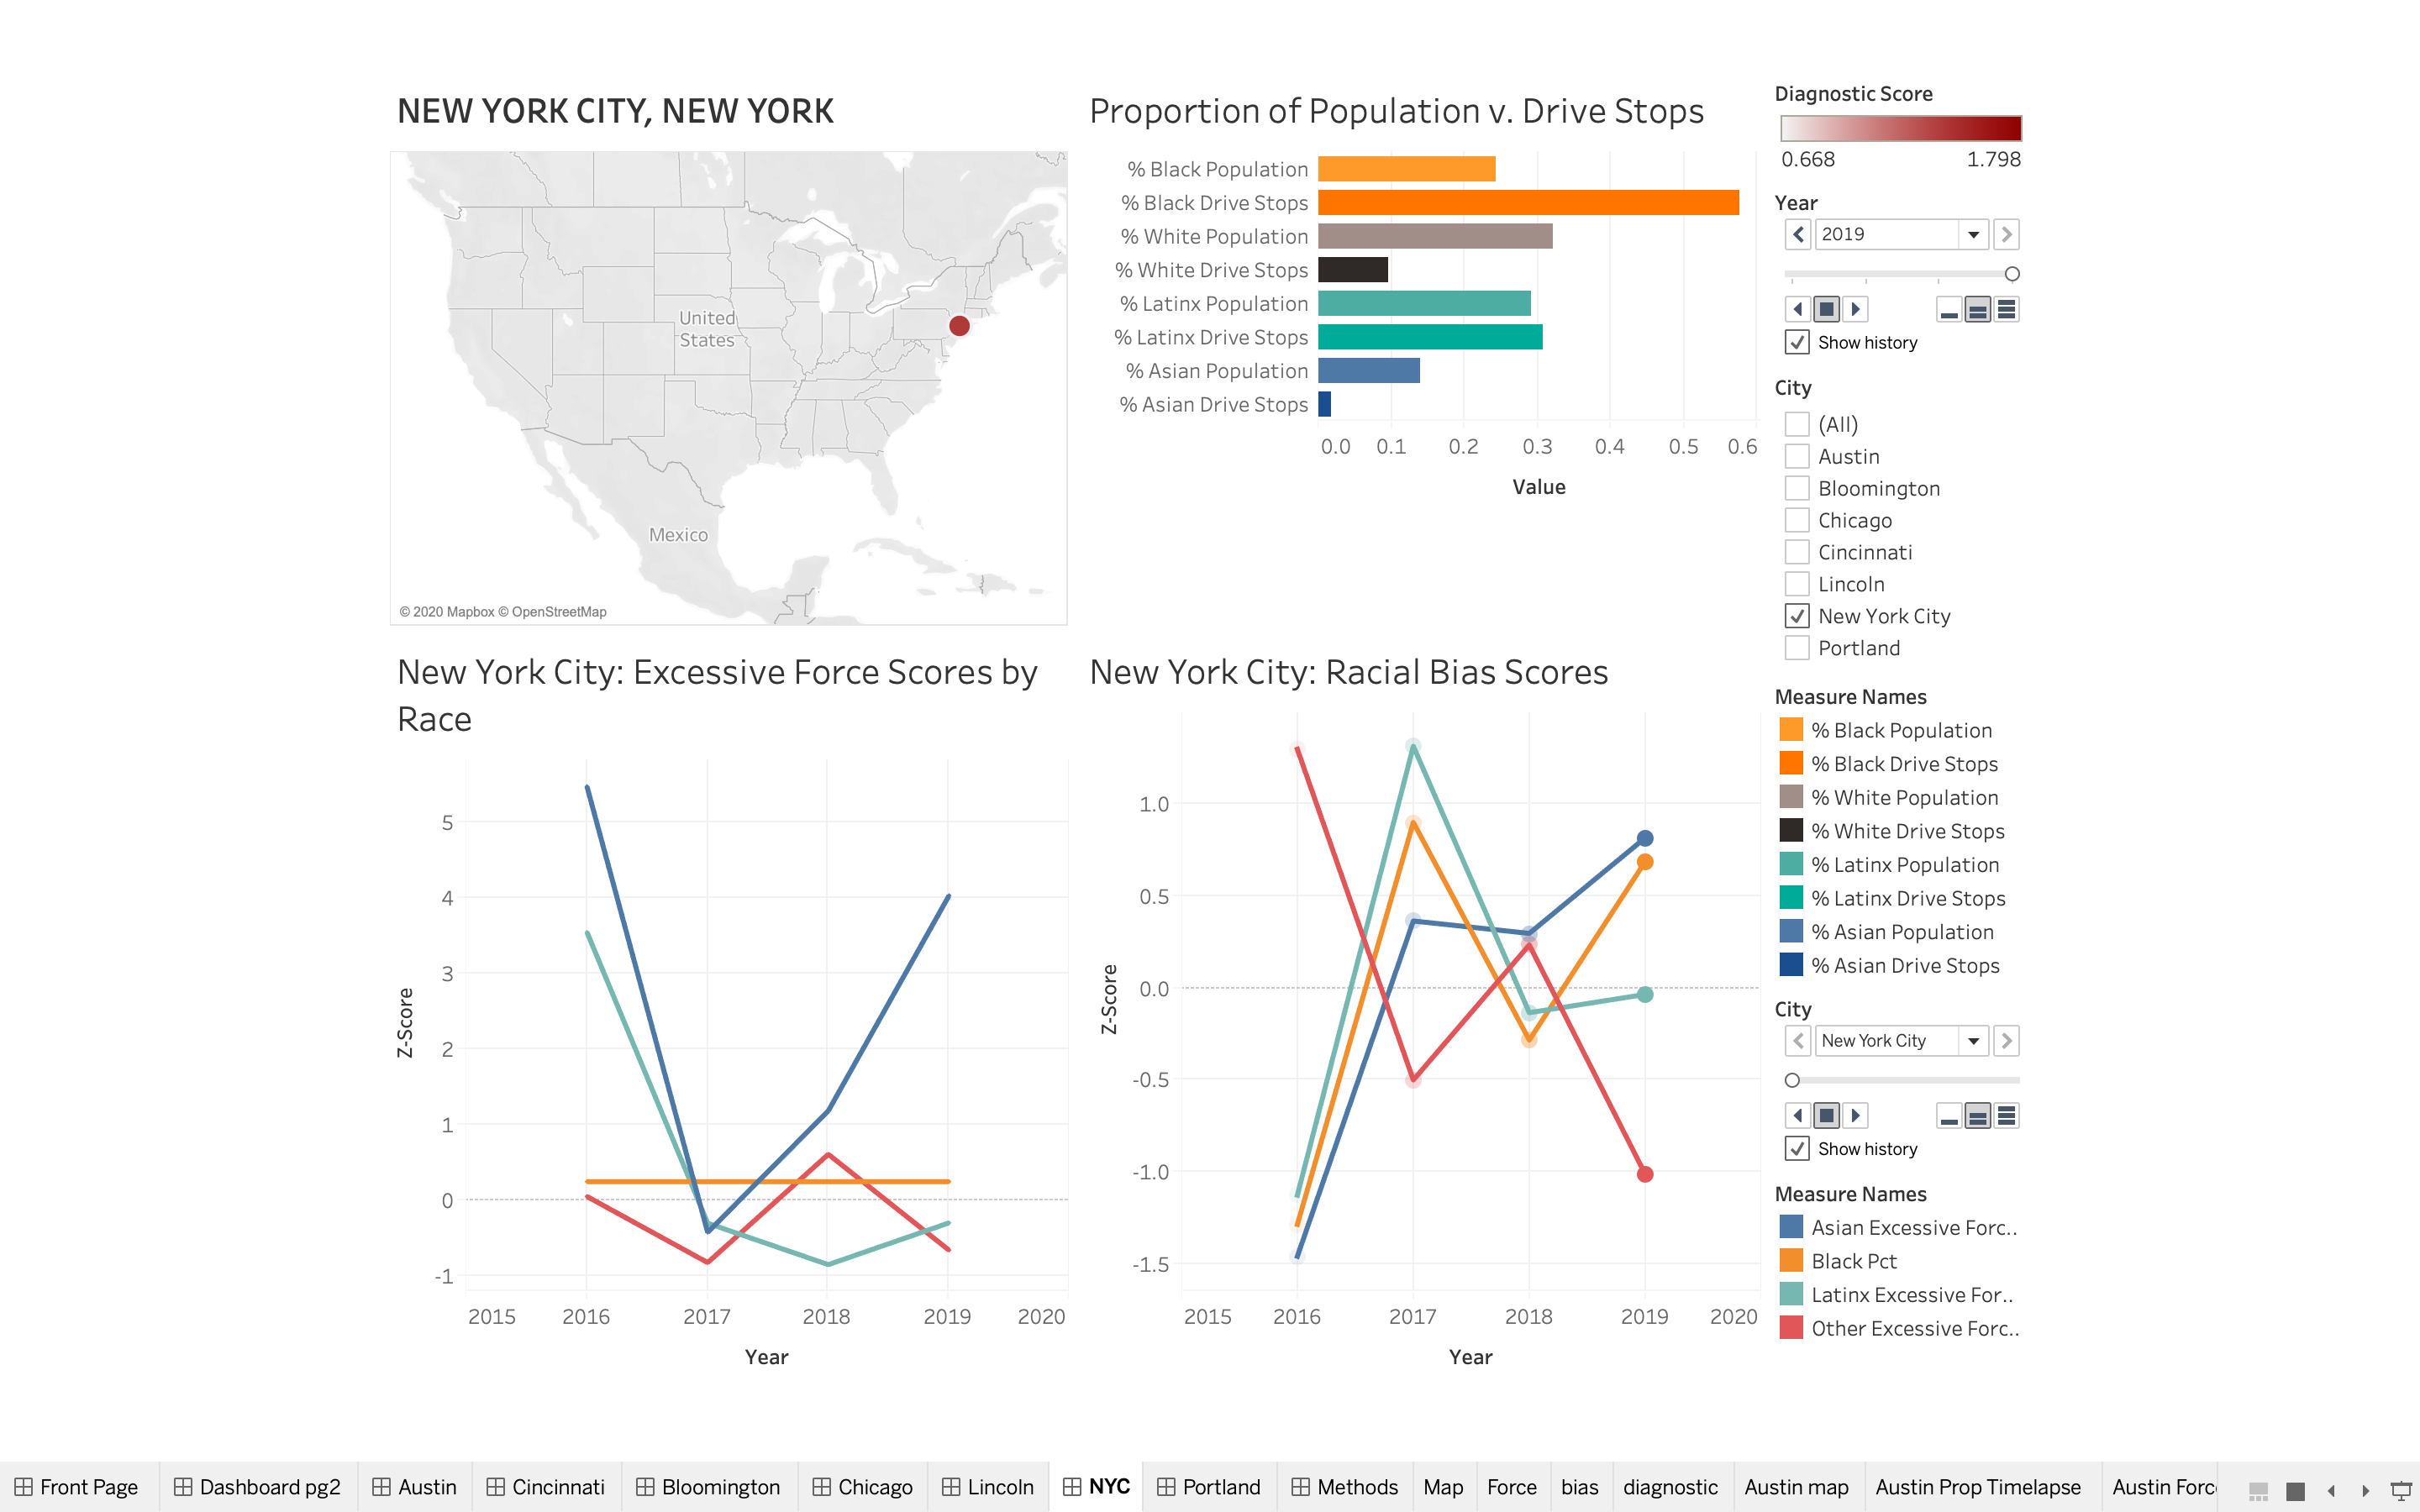 NEW YORK CITY, NEW YORK
United
States
Mexico
© 2020 Mapbox © OpenStreetMap
Proportion of Population v. Drive Stops
% Black Population
% Black Drive Stops
% White Population
% White Drive Stops
% Latinx Population
% Latinx Drive Stops
% Asian Population
% Asian Drive Stops
0.0 0.1 0.2 0.3 0.4 0.5 0.6
Value
New York City: Excessive Force Scores by
Race
Z-Score
5
4
3
2
1
0
-1
2015 2016 2017 2018 2019 2020
Year
New York City: Racial Bias Scores
Z-Score
1.0
0.5
0.0
-0.5
-1.0
-1.5
2015 2016 2017 2018 2019 2020
Year
Diagnostic Score
0.668 1.798
Year
2019
Show history
City
(All)
Austin
Bloomington
Chicago
Cincinnati
Lincoln
New York City
Portland
Measure Names
% Black Population
% Black Drive Stops
% White Population
% White Drive Stops
% Latinx Population
% Latinx Drive Stops
% Asian Population
% Asian Drive Stops
City
New York City
Show history
Measure Names
Asian Excessive Forc..
Black Pct
Latinx Excessive For..
Other Excessive Forc..
Front Page Dashboard pg2 Austin Cincinnati Bloomington Chicago Lincoln NYC Portland Methods Map Force bias diagnostic Austin map Austin Prop Timelapse Austin Forc